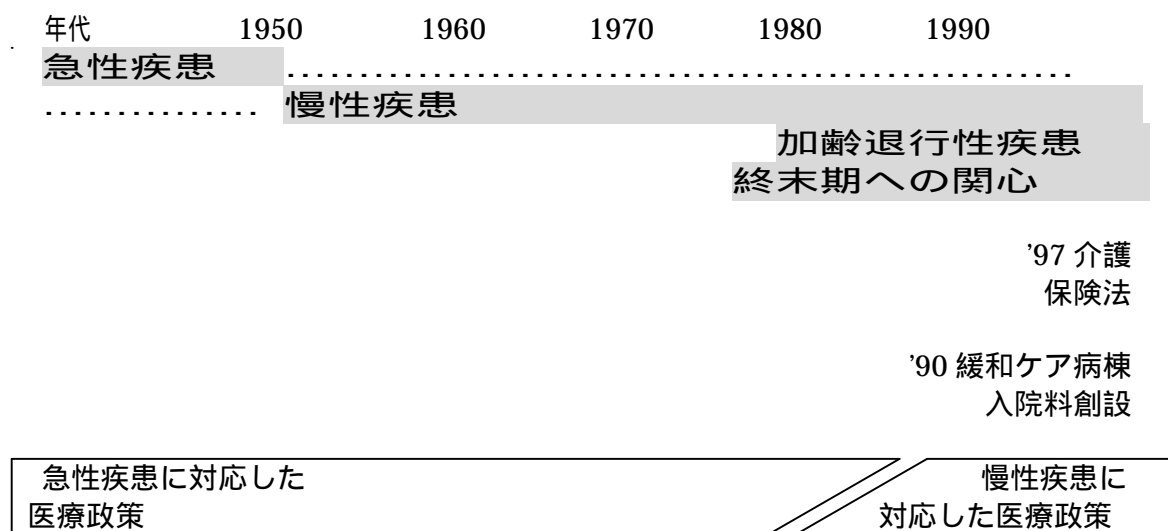 年代 1950 1960 1970 1980 1990
急性疾患 ......................................................
............... 慢性疾患
加齢退行性疾患
終末期への関心
’97 介護
保険法
’90 緩和ケア病棟
入院料創設
急性疾患に対応した
医療政策
慢性疾患に
対応した医療政策